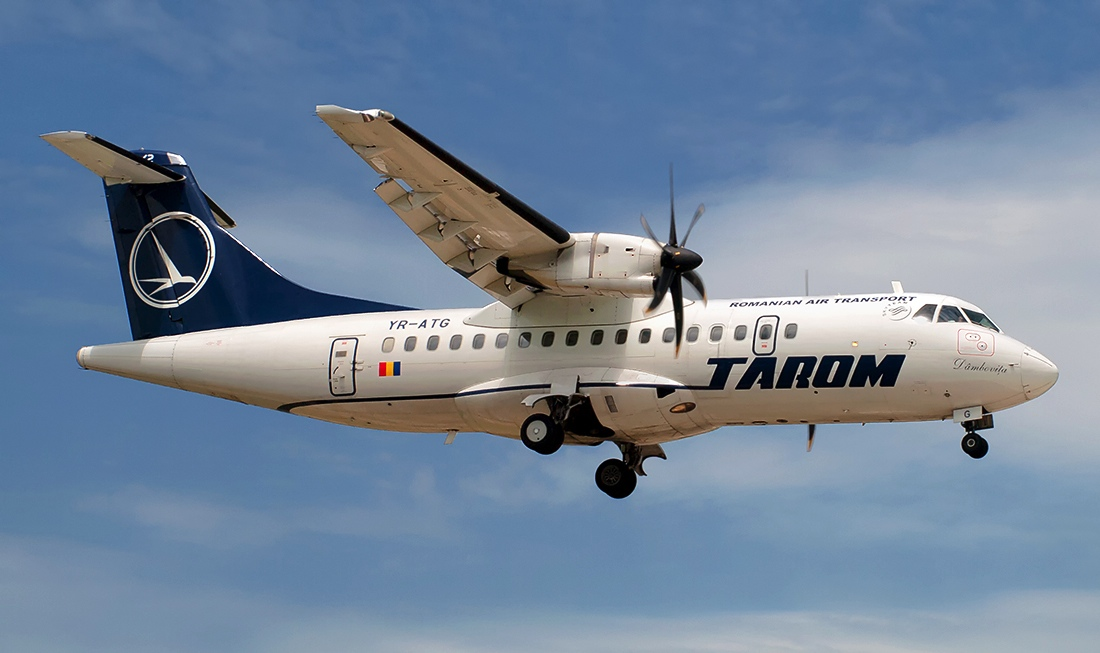 ROMANIAN AIR TRANSPORT
YR-ATG
TAROM
Dâmbovița
G